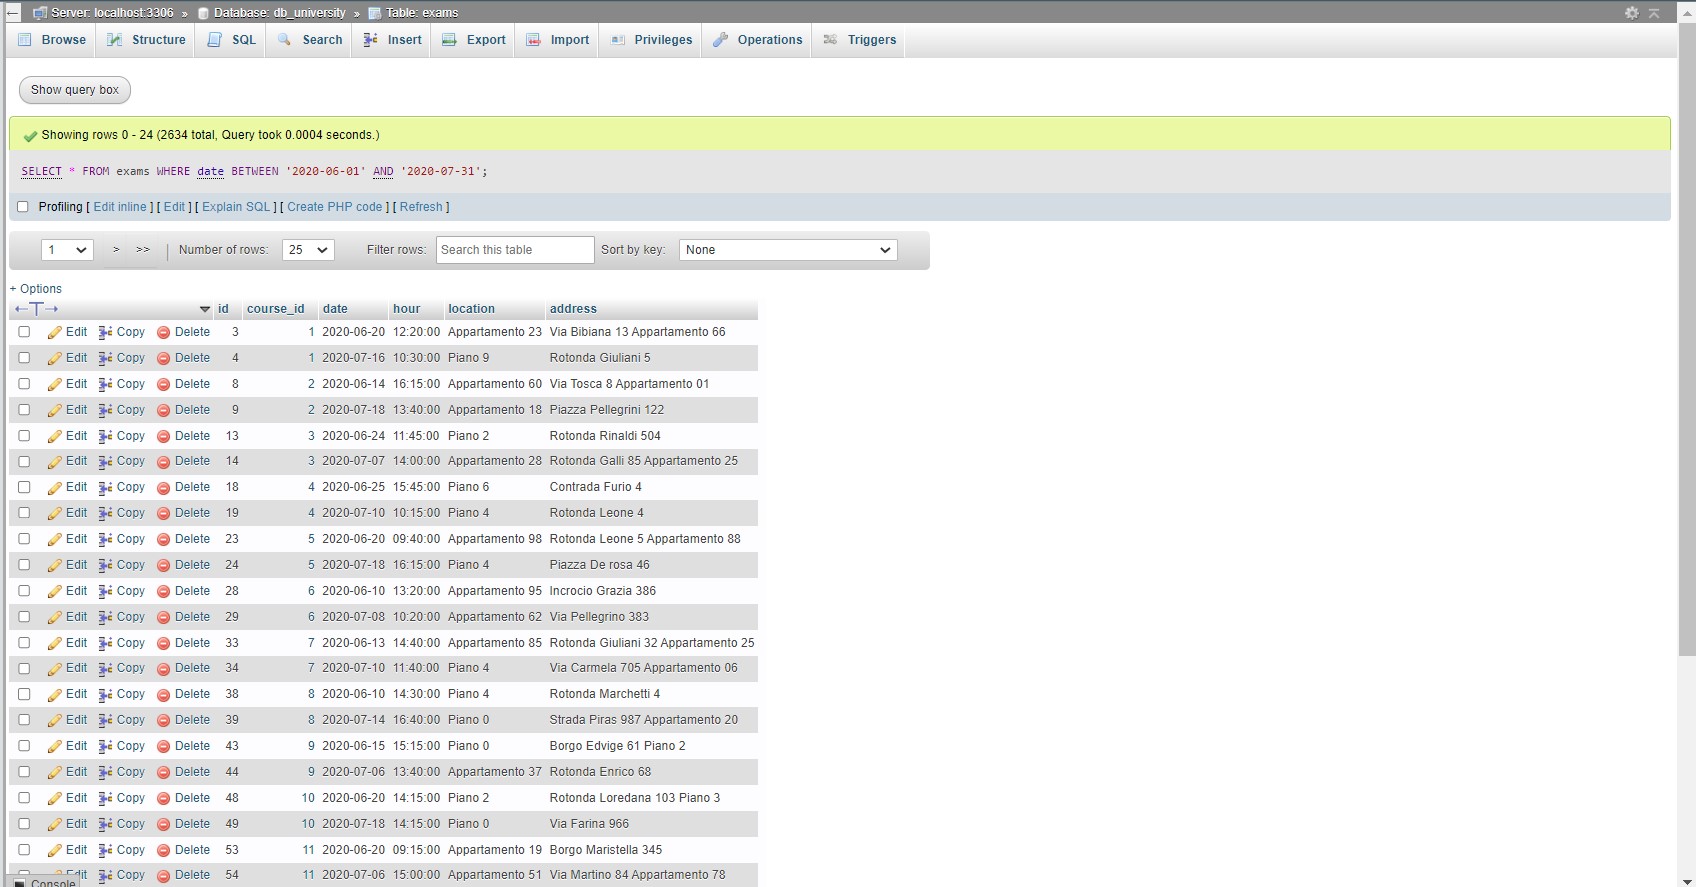 Server: localhost:3306 » Database: db_university » Table: exams
Browse Structure SQL Search Insert Export Import Privileges Operations Triggers
Show query box
Showing rows 0 - 24 (2634 total, Query took 0.0004 seconds.)
SELECT * FROM exams WHERE date BETWEEN '2020-06-01' AND '2020-07-31';
Profiling [ Edit inline ] [ Edit ] [ Explain SQL ] [ Create PHP code ] [ Refresh ]
1 > >> | Number of rows: 25 Filter rows: Search this table Sort by key: None
+ Options
←T→ id course_id date hour location address
Edit Copy Delete 3 1 2020-06-20 12:20:00 Appartamento 23 Via Bibiana 13 Appartamento 66
Edit Copy Delete 4 1 2020-07-16 10:30:00 Piano 9 Rotonda Giuliani 5
Edit Copy Delete 8 2 2020-06-14 16:15:00 Appartamento 60 Via Tosca 8 Appartamento 01
Edit Copy Delete 9 2 2020-07-18 13:40:00 Appartamento 18 Piazza Pellegrini 122
Edit Copy Delete 13 3 2020-06-24 11:45:00 Piano 2 Rotonda Rinaldi 504
Edit Copy Delete 14 3 2020-07-07 14:00:00 Appartamento 28 Rotonda Galli 85 Appartamento 25
Edit Copy Delete 18 4 2020-06-25 15:45:00 Piano 6 Contrada Furio 4
Edit Copy Delete 19 4 2020-07-10 10:15:00 Piano 4 Rotonda Leone 4
Edit Copy Delete 23 5 2020-06-20 09:40:00 Appartamento 98 Rotonda Leone 5 Appartamento 88
Edit Copy Delete 24 5 2020-07-18 16:15:00 Piano 4 Piazza De rosa 46
Edit Copy Delete 28 6 2020-06-10 13:20:00 Appartamento 95 Incrocio Grazia 386
Edit Copy Delete 29 6 2020-07-08 10:20:00 Appartamento 62 Via Pellegrino 383
Edit Copy Delete 33 7 2020-06-13 14:40:00 Appartamento 85 Rotonda Giuliani 32 Appartamento 25
Edit Copy Delete 34 7 2020-07-10 11:40:00 Piano 4 Via Carmela 705 Appartamento 06
Edit Copy Delete 38 8 2020-06-10 14:30:00 Piano 4 Rotonda Marchetti 4
Edit Copy Delete 39 8 2020-07-14 16:40:00 Piano 0 Strada Piras 987 Appartamento 20
Edit Copy Delete 43 9 2020-06-15 15:15:00 Piano 0 Borgo Edvige 61 Piano 2
Edit Copy Delete 44 9 2020-07-06 13:40:00 Appartamento 37 Rotonda Enrico 68
Edit Copy Delete 48 10 2020-06-20 14:15:00 Piano 2 Rotonda Loredana 103 Piano 3
Edit Copy Delete 49 10 2020-07-18 14:15:00 Piano 0 Via Farina 966
Edit Copy Delete 53 11 2020-06-20 09:15:00 Appartamento 19 Borgo Maristella 345
Edit Copy Delete 54 11 2020-07-06 15:00:00 Appartamento 51 Via Martino 84 Appartamento 78
Console